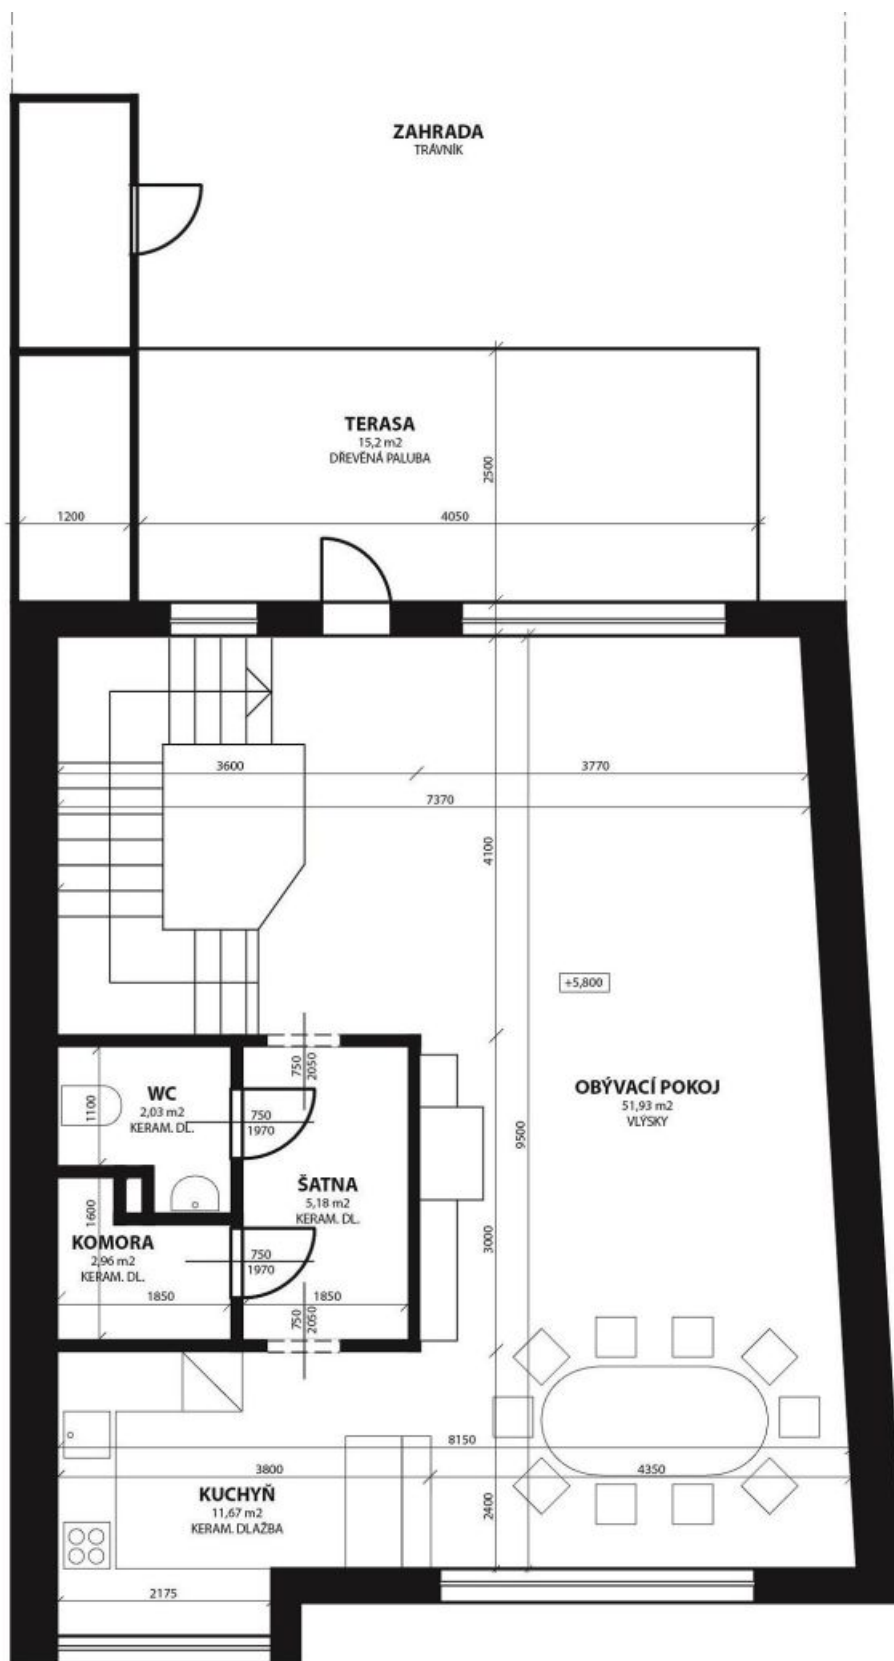 ZAHRADA
TRÁVNÍK
TERASA
15,2 m2
DŘEVĚNÁ PALUBA
2500
1200
4050
3600
3770
7370
4100
+5,800
750
2050
WC
2,03 m2
KERAM. DL.
1100
750
1970
OBÝVACÍ POKOJ
51,93 m2
VLÝSKY
9500
ŠATNA
5,18 m2
KERAM. DL.
1600
KOMORA
2,96 m2
KERAM. DL.
750
1970
3000
1850
1850
750
2050
8150
3800
4350
KUCHYŇ
11,67 m2
KERAM. DLAŽBA
2400
2175